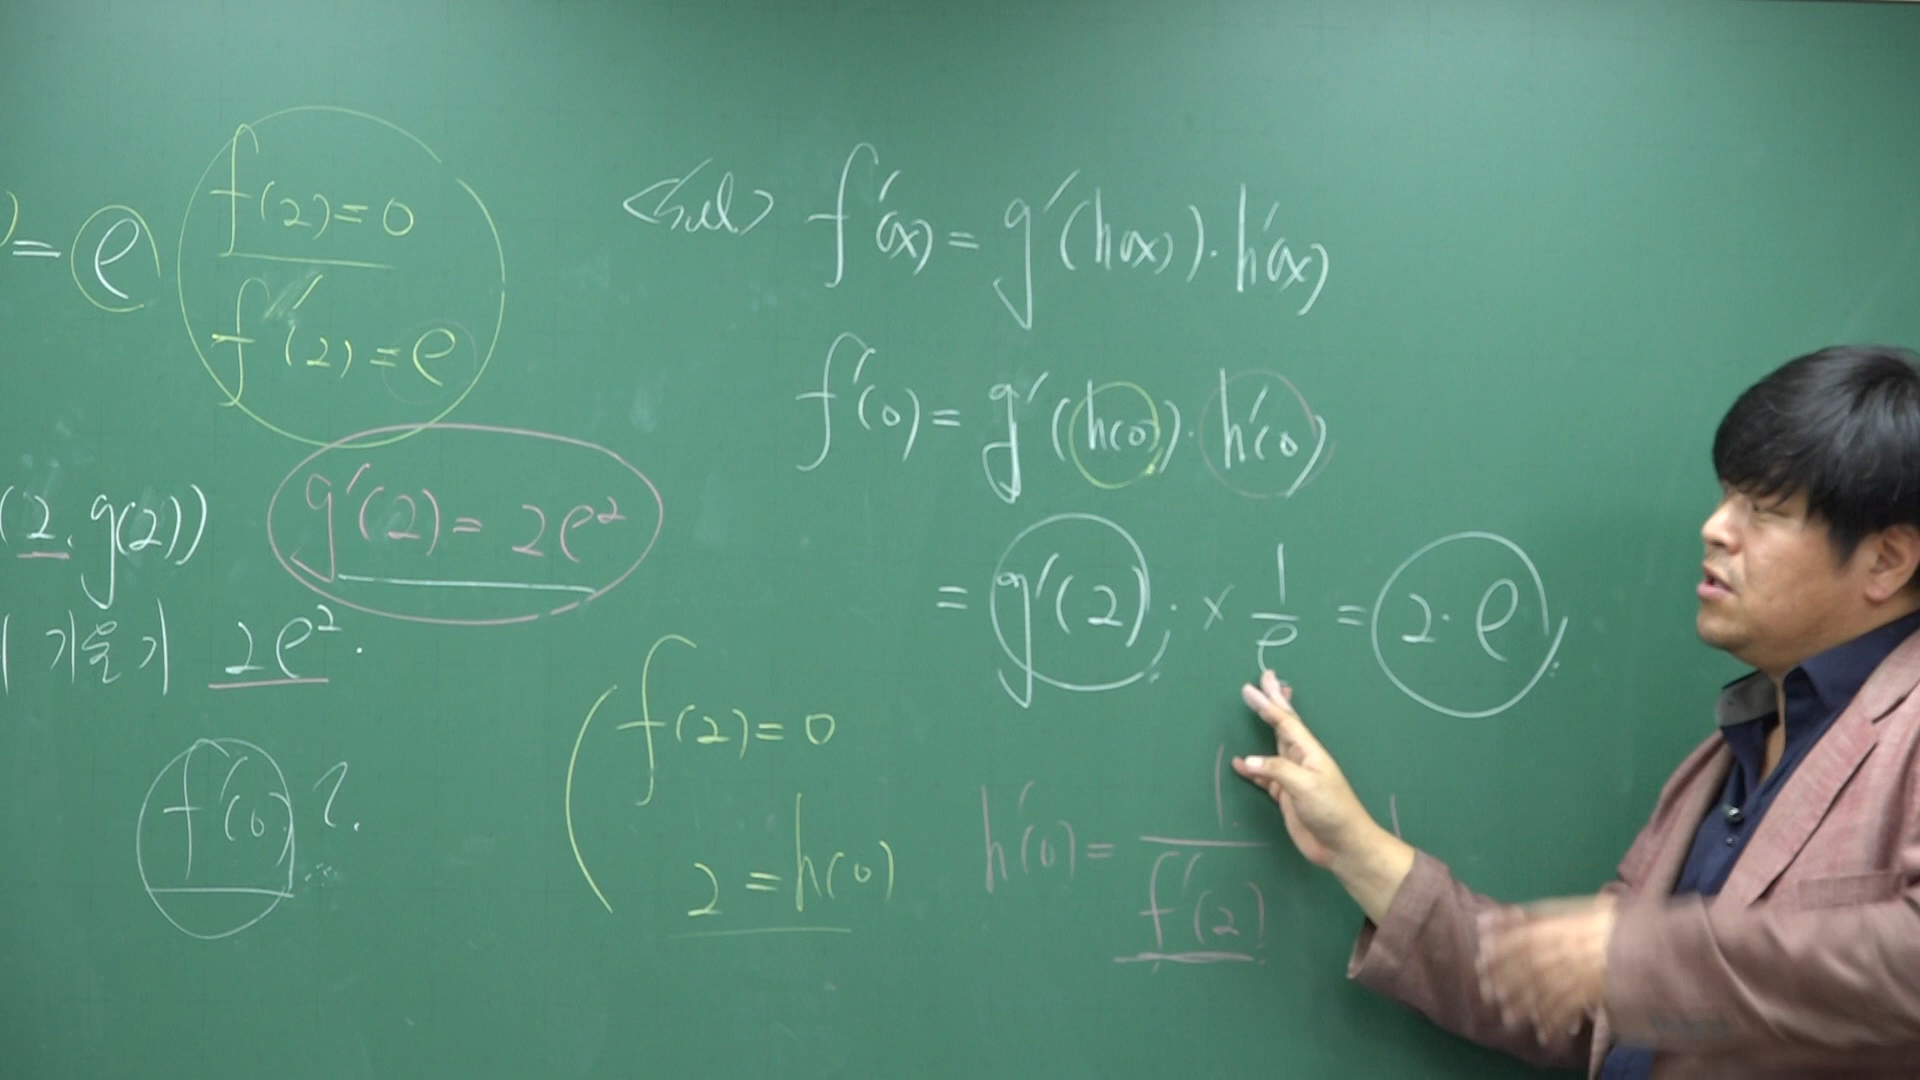 ) = e
f(2) = 0
f'(2) = e
(2, g(2))
g'(2) = 2e²
기울기 2e².
f'(0) ?
<Sol> f'(x) = g'(h(x))·h'(x)
f'(0) = g'(h(0))·h'(0)
= g'(2)· × 1/e = 2·e
f(2) = 0
2 = h(0)
h'(0) = 1/f'(2)